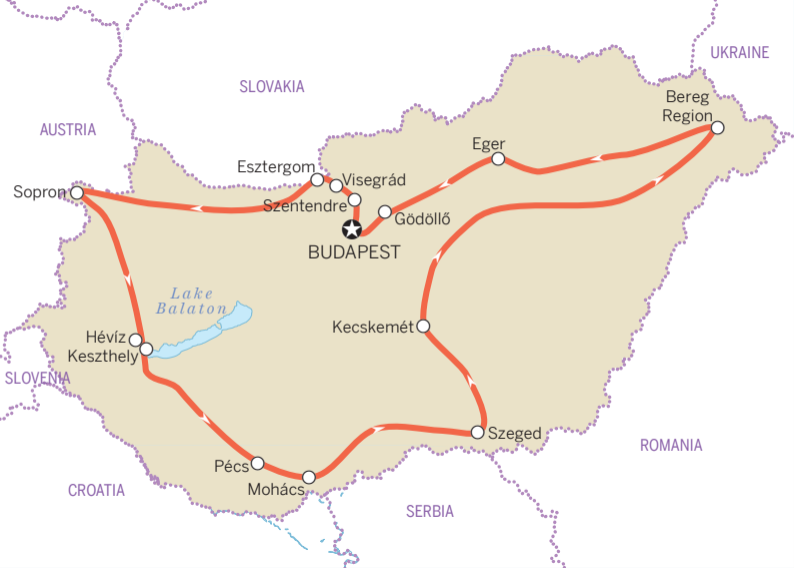 UKRAINE
SLOVAKIA
Bereg
Region
AUSTRIA
Eger
Esztergom
Visegrád
Sopron
Szentendre
Gödöllő
BUDAPEST
Lake
Balaton
Kecskemét
Hévíz
Keszthely
SLOVENIA
Szeged
ROMANIA
Pécs
Mohács
CROATIA
SERBIA